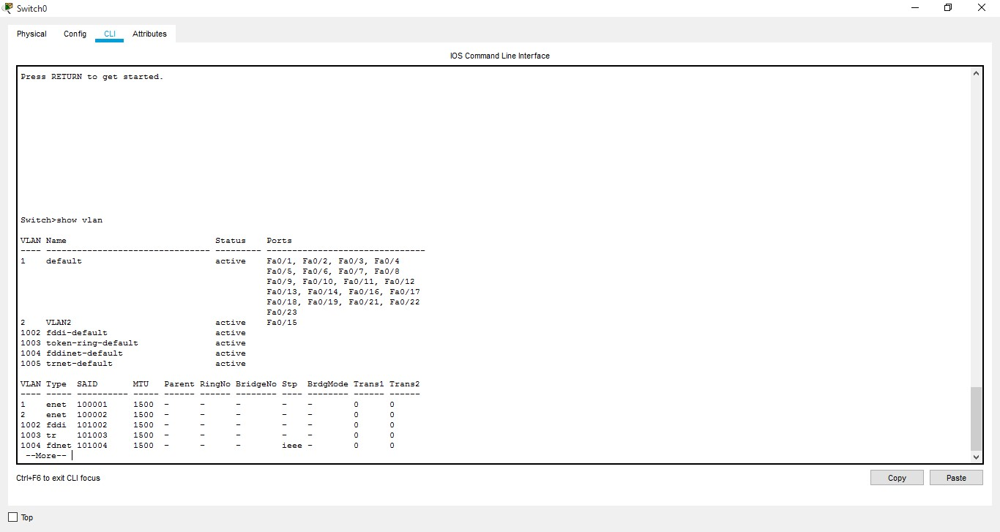 Switch0
Physical Config CLI Attributes
IOS Command Line Interface
Press RETURN to get started.
Switch>show vlan
VLAN Name                             Status    Ports
---- -------------------------------- --------- -------------------------------
1    default                          active    Fa0/1, Fa0/2, Fa0/3, Fa0/4
                                                Fa0/5, Fa0/6, Fa0/7, Fa0/8
                                                Fa0/9, Fa0/10, Fa0/11, Fa0/12
                                                Fa0/13, Fa0/14, Fa0/16, Fa0/17
                                                Fa0/18, Fa0/19, Fa0/21, Fa0/22
                                                Fa0/23
2    VLAN2                            active    Fa0/15
1002 fddi-default                     active
1003 token-ring-default               active
1004 fddinet-default                  active
1005 trnet-default                    active
VLAN Type  SAID       MTU   Parent RingNo BridgeNo Stp  BrdgMode Trans1 Trans2
---- ----- ---------- ----- ------ ------ -------- ---- -------- ------ ------
1    enet  100001     1500  -      -      -        -    -        0      0
2    enet  100002     1500  -      -      -        -    -        0      0
1002 fddi  101002     1500  -      -      -        -    -        0      0
1003 tr    101003     1500  -      -      -        -    -        0      0
1004 fdnet 101004     1500  -      -      -        ieee -        0      0
 --More-- 
Ctrl+F6 to exit CLI focus
Copy Paste
Top